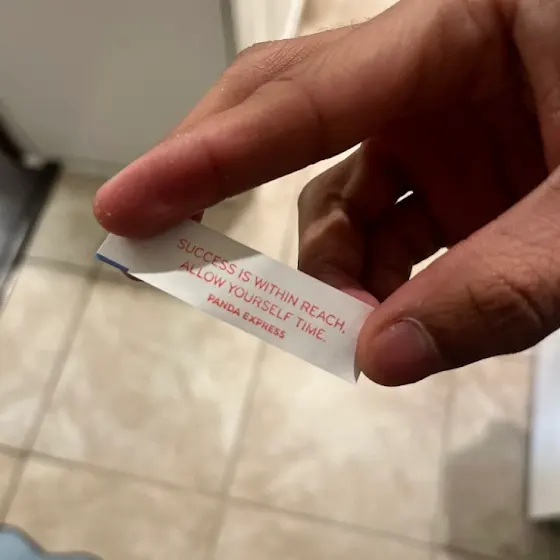 SUCCESS IS WITHIN REACH,
ALLOW YOURSELF TIME.
PANDA EXPRESS